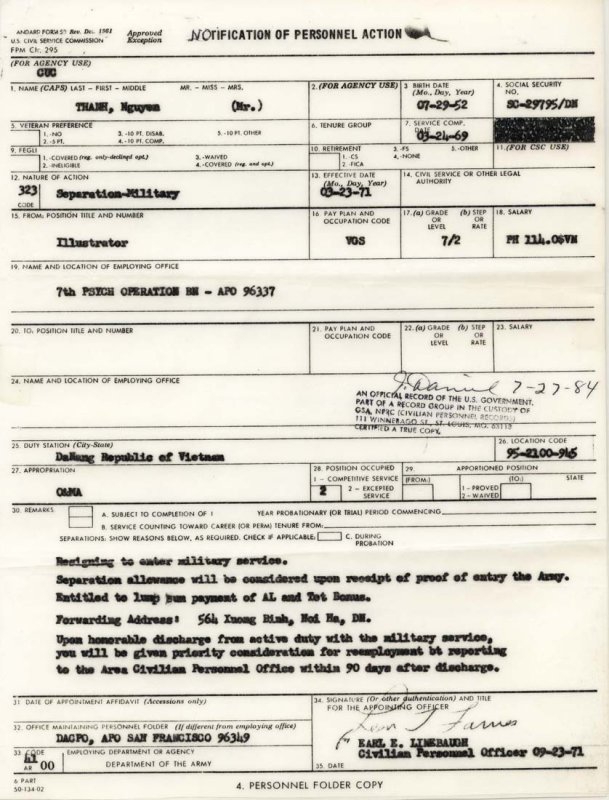 STANDARD FORM 50 Rev. Dec. 1961
U.S. CIVIL SERVICE COMMISSION
FPM Chr. 295
Approved
Exception
NOTIFICATION OF PERSONNEL ACTION
(FOR AGENCY USE)
CUC
1. NAME (CAPS) LAST - FIRST - MIDDLE MR. - MISS - MRS.
THANH, Nguyen (Mr.)
2. (FOR AGENCY USE)
3 BIRTH DATE
(Mo., Day, Year)
07-29-52
4. SOCIAL SECURITY
NO.
SC-29795/DN
5. VETERAN PREFERENCE
1.-NO 3.-10 PT. DISAB. 5.-10 PT. OTHER
2.-5 PT. 4.-10 PT. COMP.
6. TENURE GROUP
7. SERVICE COMP.
DATE
03-24-69
9. FEGLI
1.-COVERED (reg. only-declined opt.) 3.-WAIVED
2.-INELIGIBLE 4.-COVERED (reg. and opt.)
10. RETIREMENT
1.-CS 3.-FS 5.-OTHER
2.-FICA 4.-NONE
11. (FOR CSC USE)
12. NATURE OF ACTION
323 Separation-Military
CODE
13. EFFECTIVE DATE
(Mo., Day, Year)
03-23-71
14. CIVIL SERVICE OR OTHER LEGAL
AUTHORITY
15. FROM: POSITION TITLE AND NUMBER
Illustrator
16 PAY PLAN AND
OCCUPATION CODE
VGS
17. (a) GRADE (b) STEP
OR OR
LEVEL RATE
7/2
18. SALARY
PH 114.06VN
19. NAME AND LOCATION OF EMPLOYING OFFICE
7th PSYCH OPERATION BN - APO 96337
20. TO: POSITION TITLE AND NUMBER
21. PAY PLAN AND
OCCUPATION CODE
22. (a) GRADE (b) STEP
OR OR
LEVEL RATE
23. SALARY
24. NAME AND LOCATION OF EMPLOYING OFFICE
J. Daniel 7-27-84
AN OFFICIAL RECORD OF THE U.S. GOVERNMENT.
PART OF A RECORD GROUP IN THE CUSTODY OF
GSA, NPRC (CIVILIAN PERSONNEL RECORDS)
111 WINNEBAGO ST., ST. LOUIS, MO. 63118
CERTIFIED A TRUE COPY.
25. DUTY STATION (City-State)
DaNang Republic of Vietnam
26. LOCATION CODE
95-2100-945
27. APPROPRIATION
O&MA
28. POSITION OCCUPIED
1 - COMPETITIVE SERVICE
2 2 - EXCEPTED
SERVICE
29. APPORTIONED POSITION
(FROM:) (TO:) STATE
1-PROVED
2-WAIVED
30. REMARKS
A. SUBJECT TO COMPLETION OF 1 YEAR PROBATIONARY (OR TRIAL) PERIOD COMMENCING
B. SERVICE COUNTING TOWARD CAREER (OR PERM) TENURE FROM:
SEPARATIONS: SHOW REASONS BELOW, AS REQUIRED. CHECK IF APPLICABLE: C. DURING
PROBATION
Resigning to enter military service.
Separation allowance will be considered upon receipt of proof of entry the Army.
Entitled to lump sum payment of AL and Tet Bonus.
Forwarding Address: 564 Xuong Binh, Noi Ha, DN.
Upon honorable discharge from active duty with the military service,
you will be given priority consideration for reemployment bt reporting
to the Area Civilian Personnel Office within 90 days after discharge.
31 DATE OF APPOINTMENT AFFIDAVIT (Accessions only)
32. OFFICE MAINTAINING PERSONNEL FOLDER (If different from employing office)
DAGPO, APO SAN FRANCISCO 96349
33. CODE EMPLOYING DEPARTMENT OR AGENCY
AR 00 DEPARTMENT OF THE ARMY
34. SIGNATURE (Or other authentication) AND TITLE
FOR THE APPOINTING OFFICER
EARL E. LINEBAUGH
Civilian Personnel Officer 09-23-71
35. DATE
6 PART
50-134-02
4. PERSONNEL FOLDER COPY